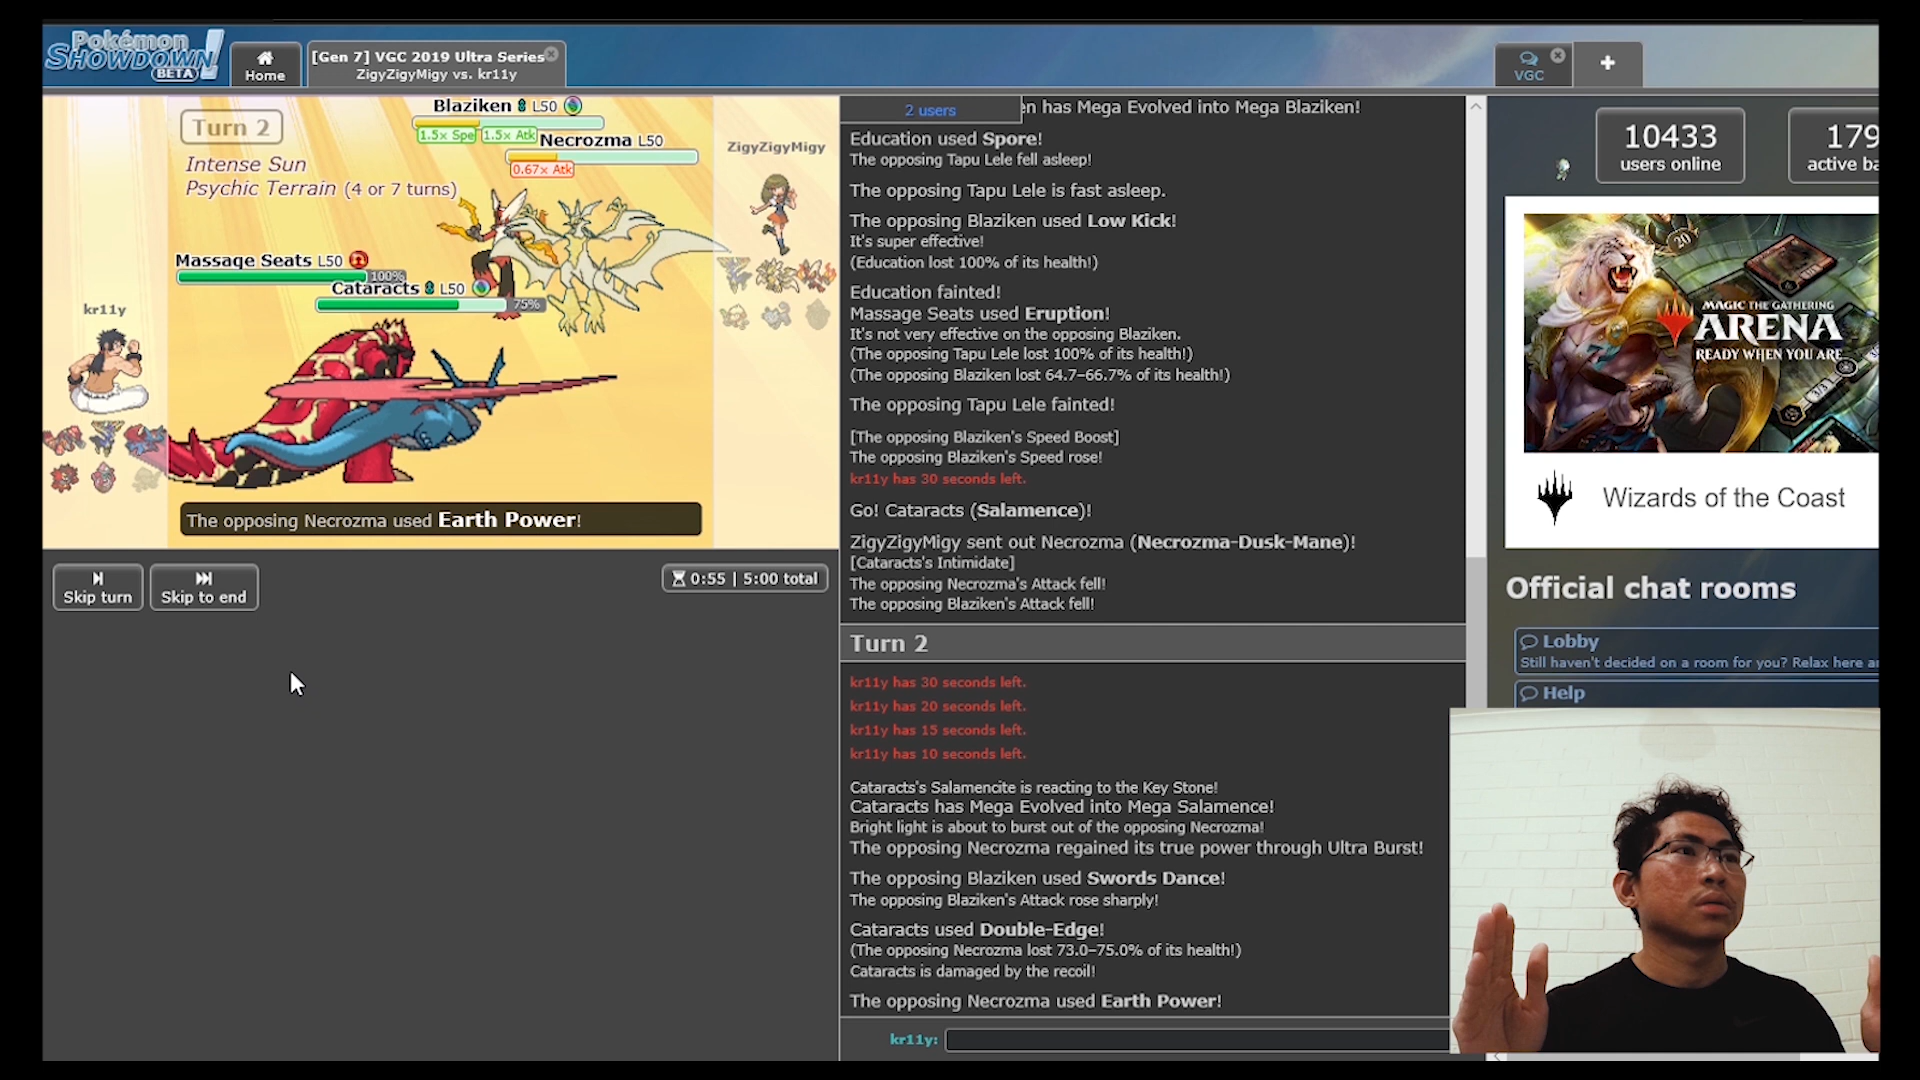 Pokémon
SHOWDOWN!
BETA
Home
[Gen 7] VGC 2019 Ultra Series
ZigyZigyMigy vs. kr11y
VGC
Turn 2
Intense Sun
Psychic Terrain (4 or 7 turns)
Blaziken L50
1.5× Spe 1.5× Atk
Necrozma L50
0.67× Atk
ZigyZigyMigy
Massage Seats L50
100%
Cataracts L50
75%
kr11y
The opposing Necrozma used Earth Power!
Skip turn
Skip to end
0:55 | 5:00 total
2 users
en has Mega Evolved into Mega Blaziken!
Education used Spore!
The opposing Tapu Lele fell asleep!
The opposing Tapu Lele is fast asleep.
The opposing Blaziken used Low Kick!
It's super effective!
(Education lost 100% of its health!)
Education fainted!
Massage Seats used Eruption!
It's not very effective on the opposing Blaziken.
(The opposing Tapu Lele lost 100% of its health!)
(The opposing Blaziken lost 64.7–66.7% of its health!)
The opposing Tapu Lele fainted!
[The opposing Blaziken's Speed Boost]
The opposing Blaziken's Speed rose!
kr11y has 30 seconds left.
Go! Cataracts (Salamence)!
ZigyZigyMigy sent out Necrozma (Necrozma-Dusk-Mane)!
[Cataracts's Intimidate]
The opposing Necrozma's Attack fell!
The opposing Blaziken's Attack fell!
Turn 2
kr11y has 30 seconds left.
kr11y has 20 seconds left.
kr11y has 15 seconds left.
kr11y has 10 seconds left.
Cataracts's Salamencite is reacting to the Key Stone!
Cataracts has Mega Evolved into Mega Salamence!
Bright light is about to burst out of the opposing Necrozma!
The opposing Necrozma regained its true power through Ultra Burst!
The opposing Blaziken used Swords Dance!
The opposing Blaziken's Attack rose sharply!
Cataracts used Double-Edge!
(The opposing Necrozma lost 73.0–75.0% of its health!)
Cataracts is damaged by the recoil!
The opposing Necrozma used Earth Power!
kr11y:
10433
users online
179
active ba
20
MAGIC THE GATHERING
ARENA
READY WHEN YOU ARE
3/3
Wizards of the Coast
Official chat rooms
Lobby
Still haven't decided on a room for you? Relax here a
Help